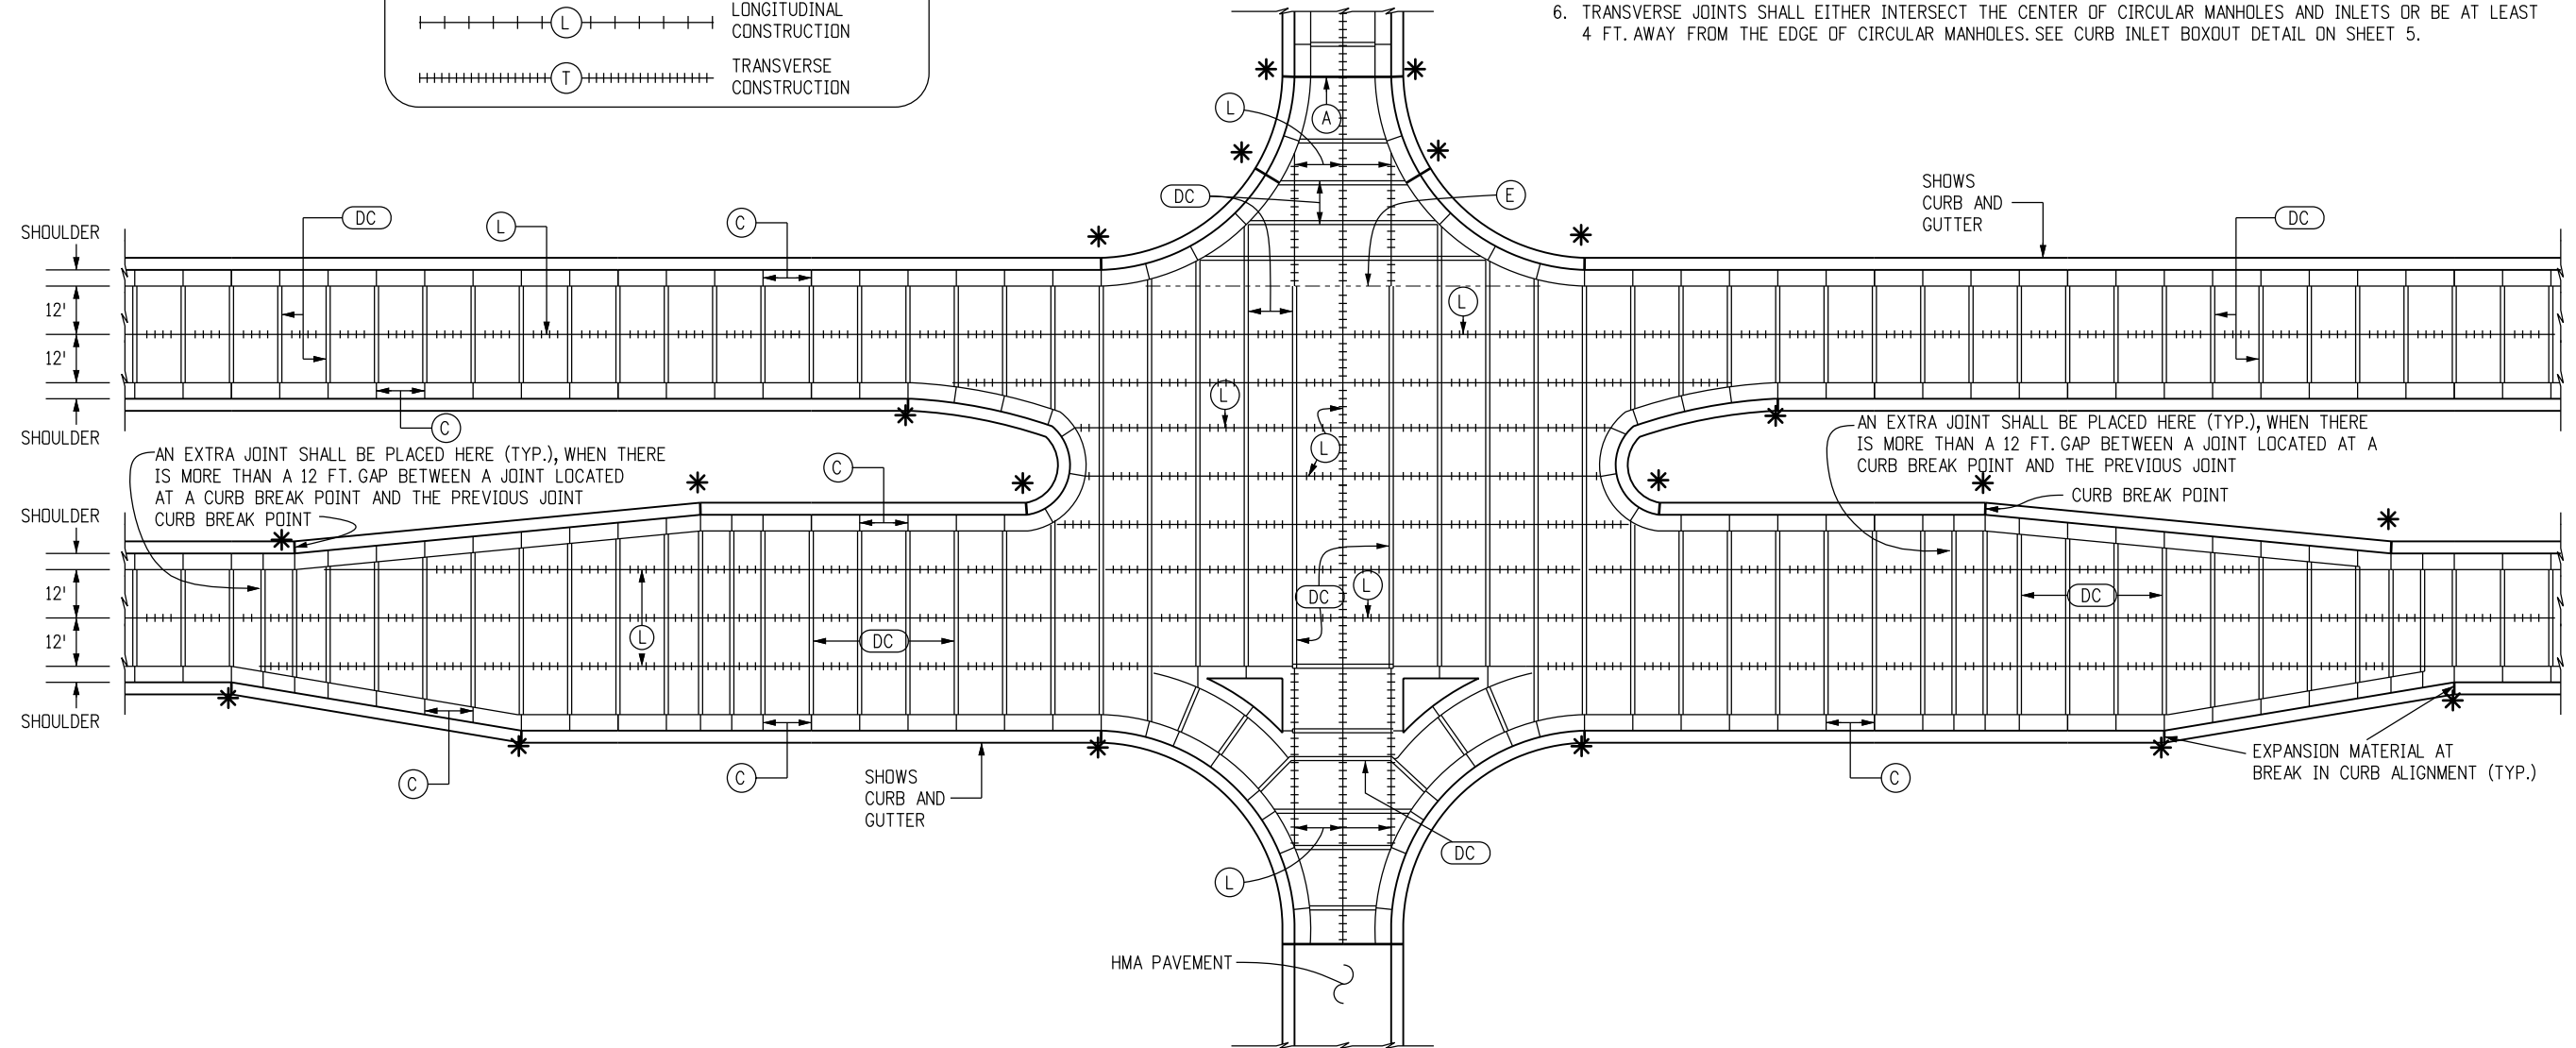 L
LONGITUDINAL
CONSTRUCTION
T
TRANSVERSE
CONSTRUCTION
6. TRANSVERSE JOINTS SHALL EITHER INTERSECT THE CENTER OF CIRCULAR MANHOLES AND INLETS OR BE AT LEAST
4 FT. AWAY FROM THE EDGE OF CIRCULAR MANHOLES. SEE CURB INLET BOXOUT DETAIL ON SHEET 5.
L
A
DC
E
SHOWS
CURB AND
GUTTER
SHOULDER
DC
L
C
DC
12'
12'
L
L
L
SHOULDER
C
AN EXTRA JOINT SHALL BE PLACED HERE (TYP.), WHEN THERE
IS MORE THAN A 12 FT. GAP BETWEEN A JOINT LOCATED
AT A CURB BREAK POINT AND THE PREVIOUS JOINT
CURB BREAK POINT
C
AN EXTRA JOINT SHALL BE PLACED HERE (TYP.), WHEN THERE
IS MORE THAN A 12 FT. GAP BETWEEN A JOINT LOCATED AT A
CURB BREAK POINT AND THE PREVIOUS JOINT
CURB BREAK POINT
SHOULDER
12'
12'
L
DC
DC
L
DC
SHOULDER
C
C
SHOWS
CURB AND
GUTTER
C
EXPANSION MATERIAL AT
BREAK IN CURB ALIGNMENT (TYP.)
DC
L
HMA PAVEMENT